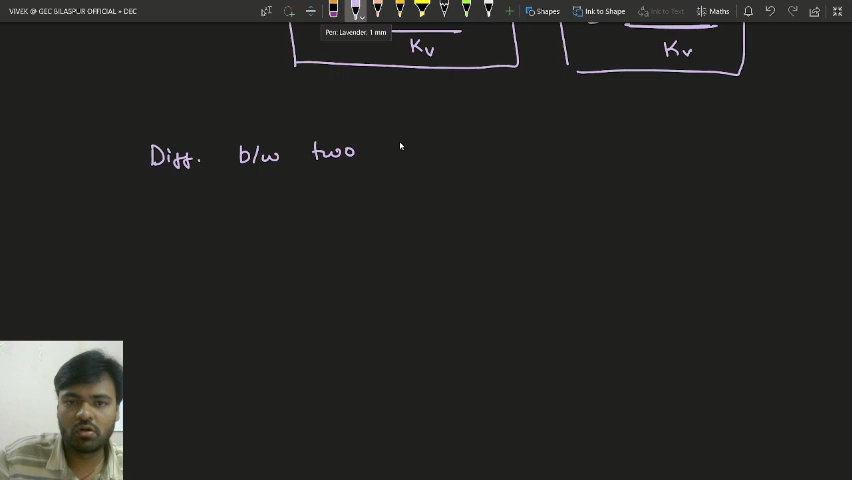 VIVEK @ GEC BILASPUR OFFICIAL + DEC
Shapes
Ink to Shape
Ink to Text
Maths
Pen: Lavender, 1 mm
Kv
Kv
Diff. b/w two